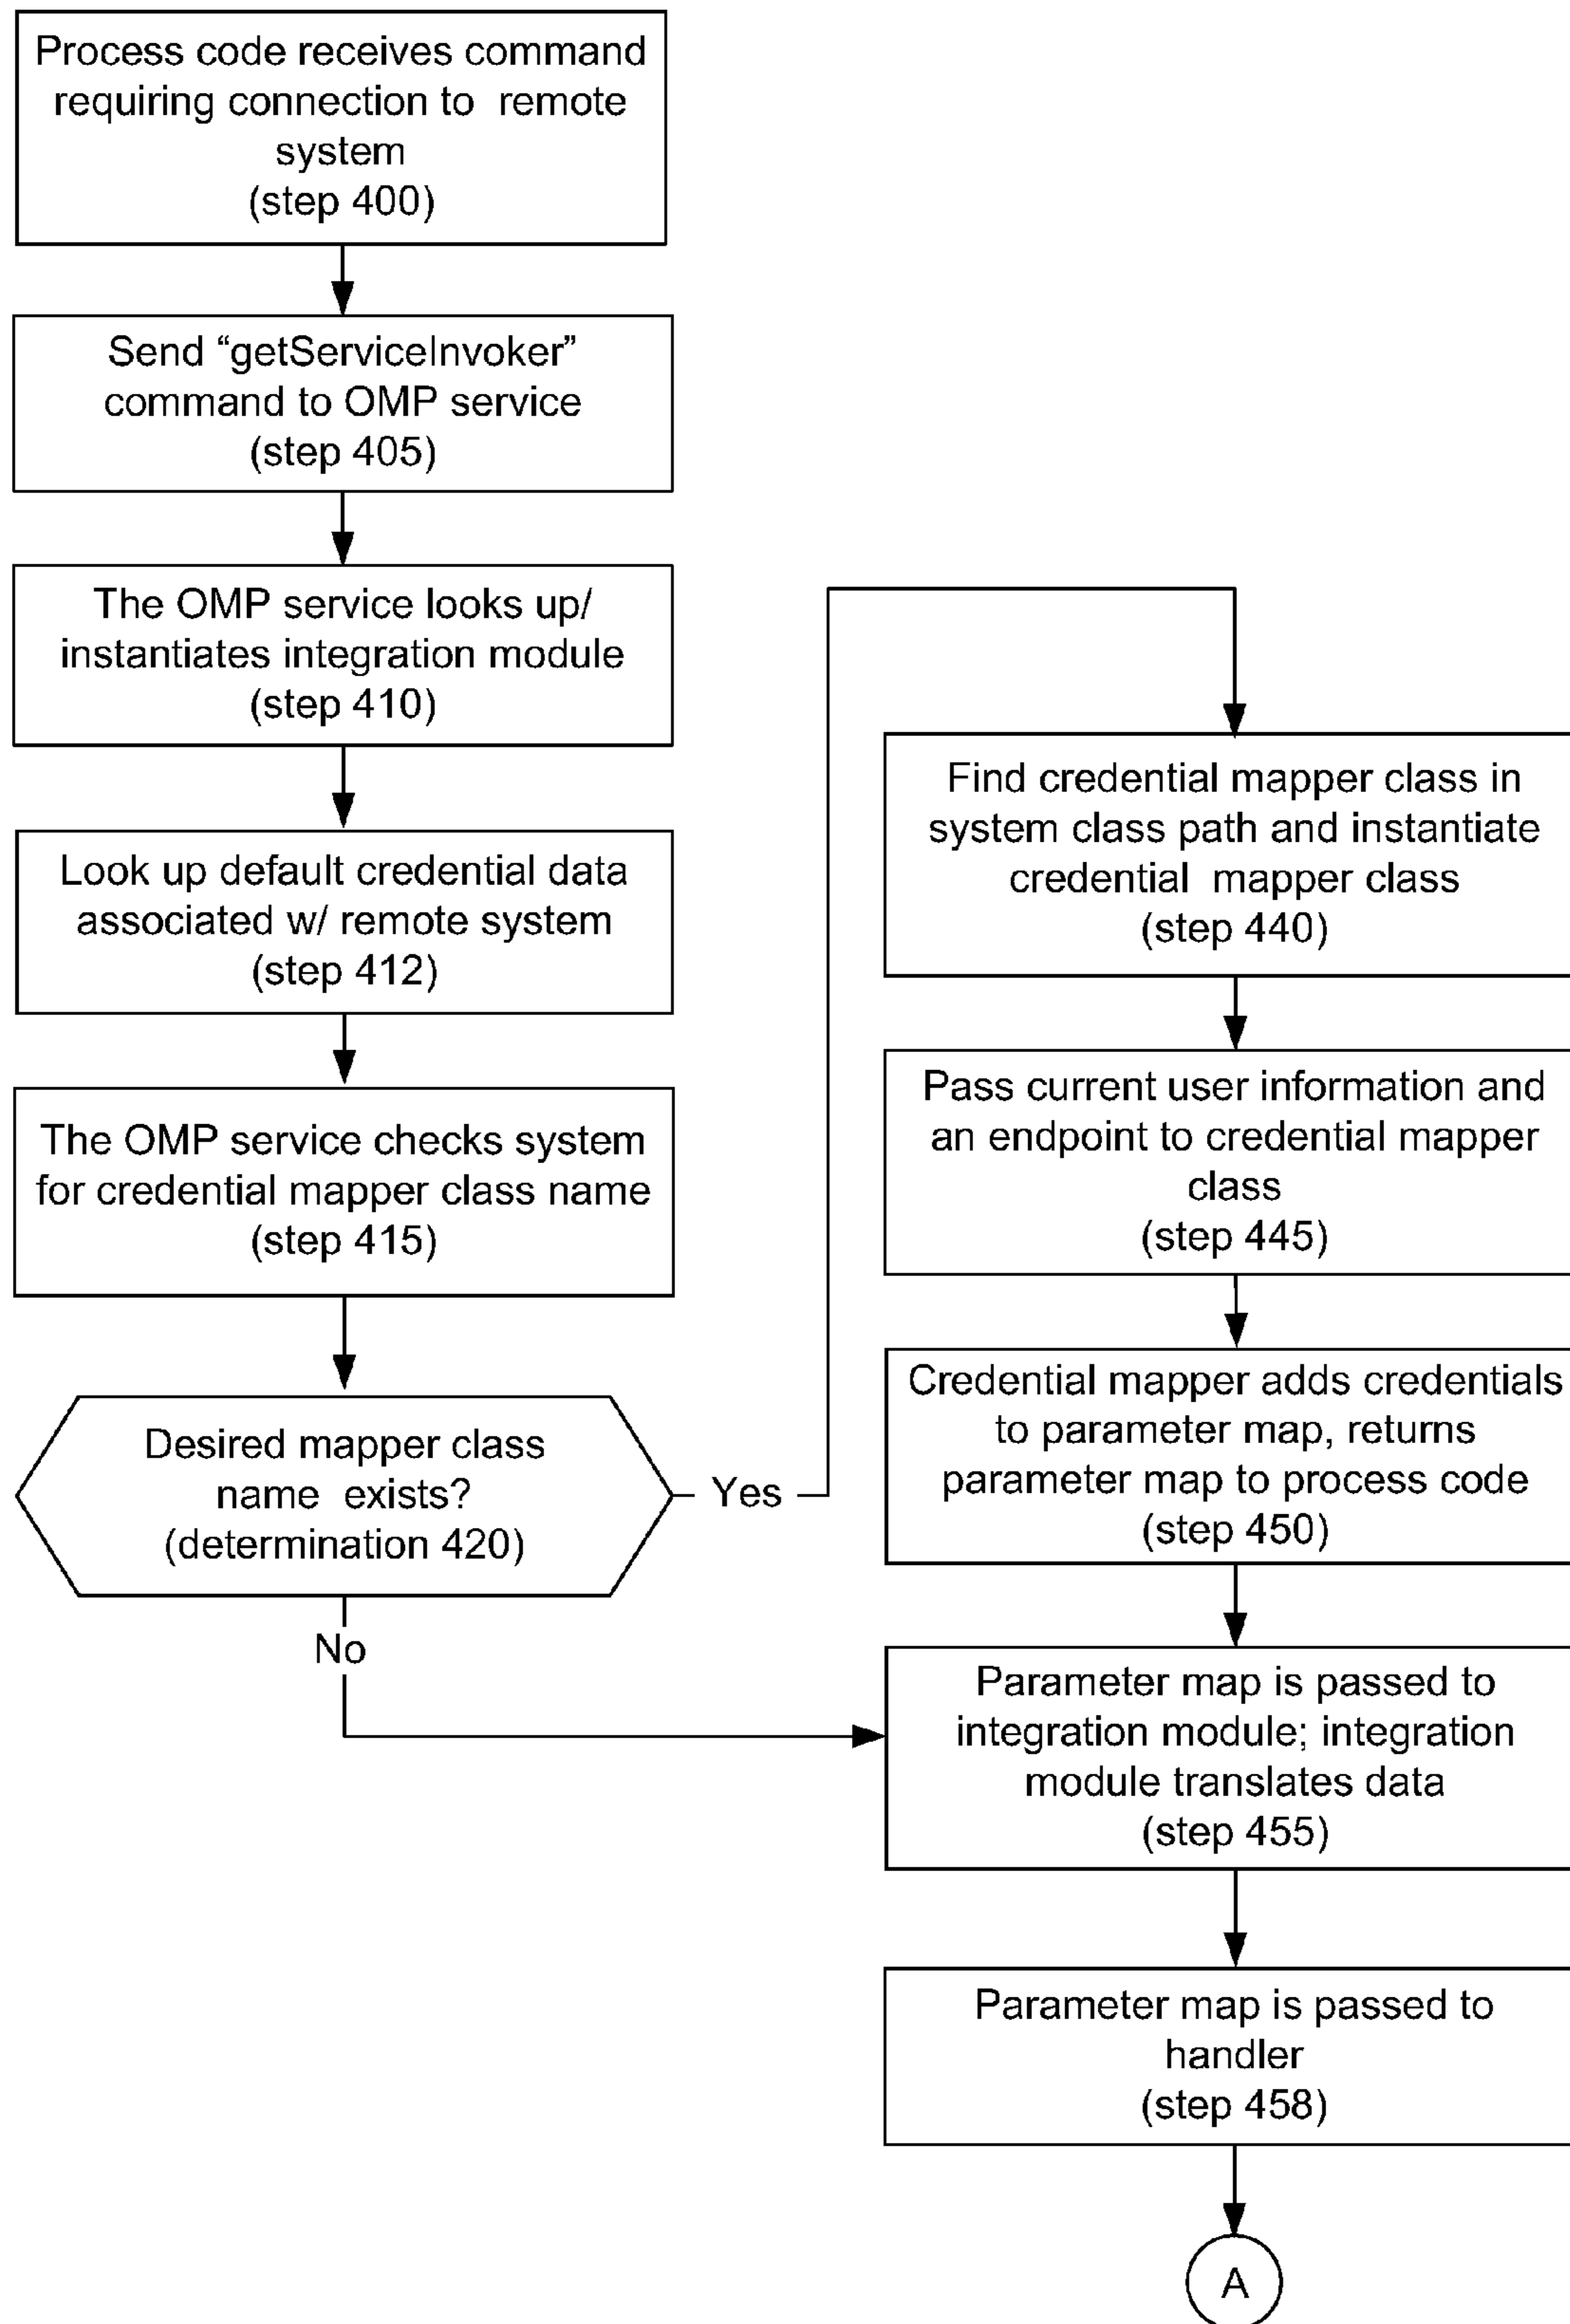 Process code receives command
requiring connection to remote
system
(step 400)
Send “getServiceInvoker”
command to OMP service
(step 405)
The OMP service looks up/
instantiates integration module
(step 410)
Look up default credential data
associated w/ remote system
(step 412)
The OMP service checks system
for credential mapper class name
(step 415)
Desired mapper class
name exists?
(determination 420)
Yes
No
Find credential mapper class in
system class path and instantiate
credential mapper class
(step 440)
Pass current user information and
an endpoint to credential mapper
class
(step 445)
Credential mapper adds credentials
to parameter map, returns
parameter map to process code
(step 450)
Parameter map is passed to
integration module; integration
module translates data
(step 455)
Parameter map is passed to
handler
(step 458)
A